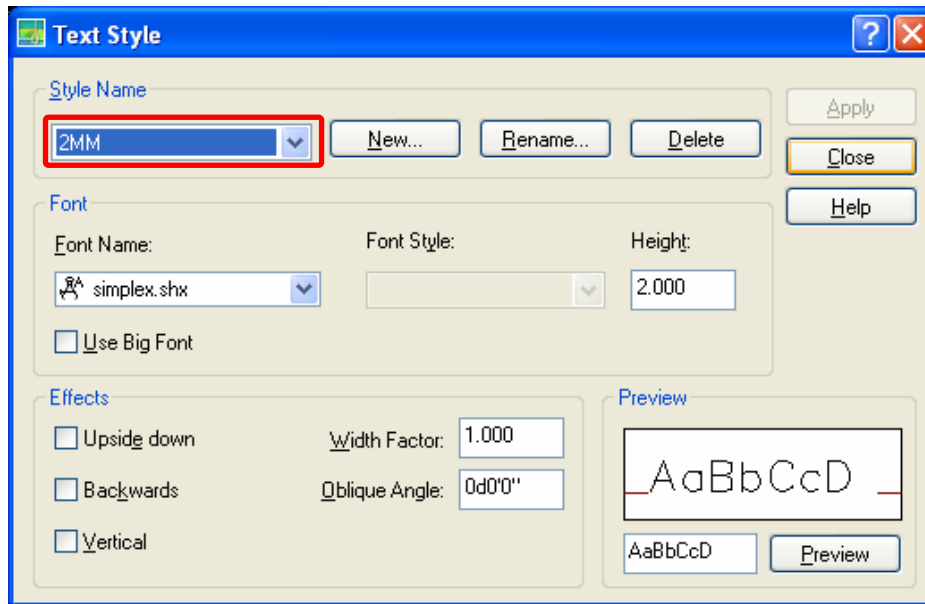 Text Style
Style Name
2MM
New...
Rename...
Delete
Apply
Close
Help
Font
Font Name:
Font Style:
Height:
simplex.shx
2.000
Use Big Font
Effects
Upside down
Width Factor:
1.000
Backwards
Oblique Angle:
0d0'0"
Vertical
Preview
AaBbCcD
AaBbCcD
Preview